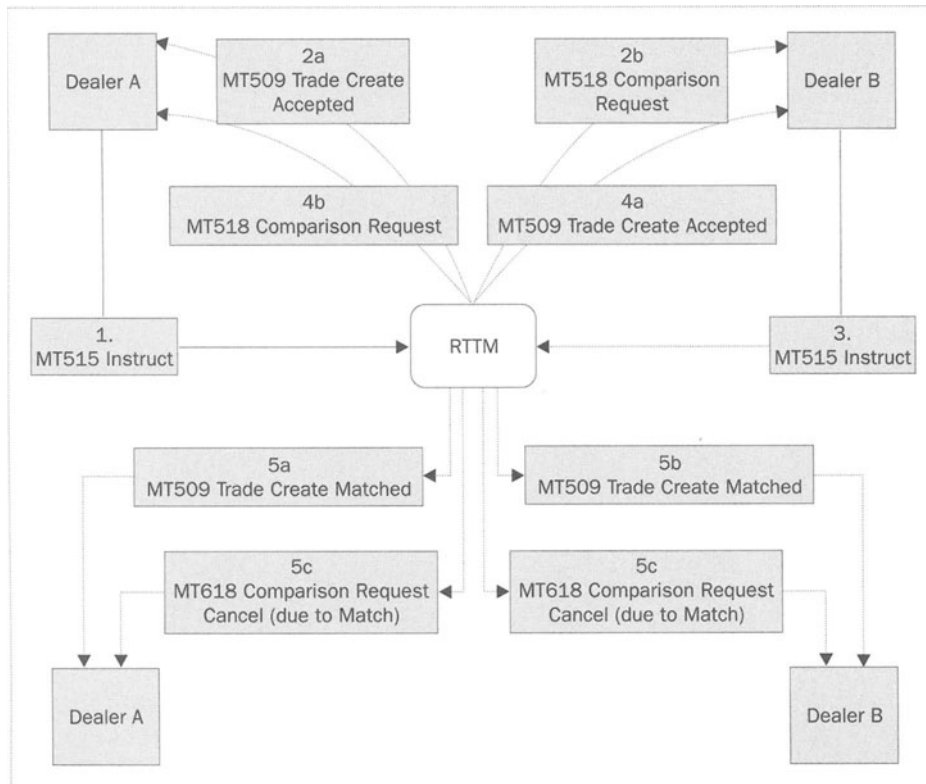 Dealer A
2a
MT509 Trade Create
Accepted
2b
MT518 Comparison
Request
Dealer B
4b
MT518 Comparison Request
4a
MT509 Trade Create Accepted
1.
MT515 Instruct
RTTM
3.
MT515 Instruct
5a
MT509 Trade Create Matched
5b
MT509 Trade Create Matched
5c
MT618 Comparison Request
Cancel (due to Match)
5c
MT618 Comparison Request
Cancel (due to Match)
Dealer A
Dealer B